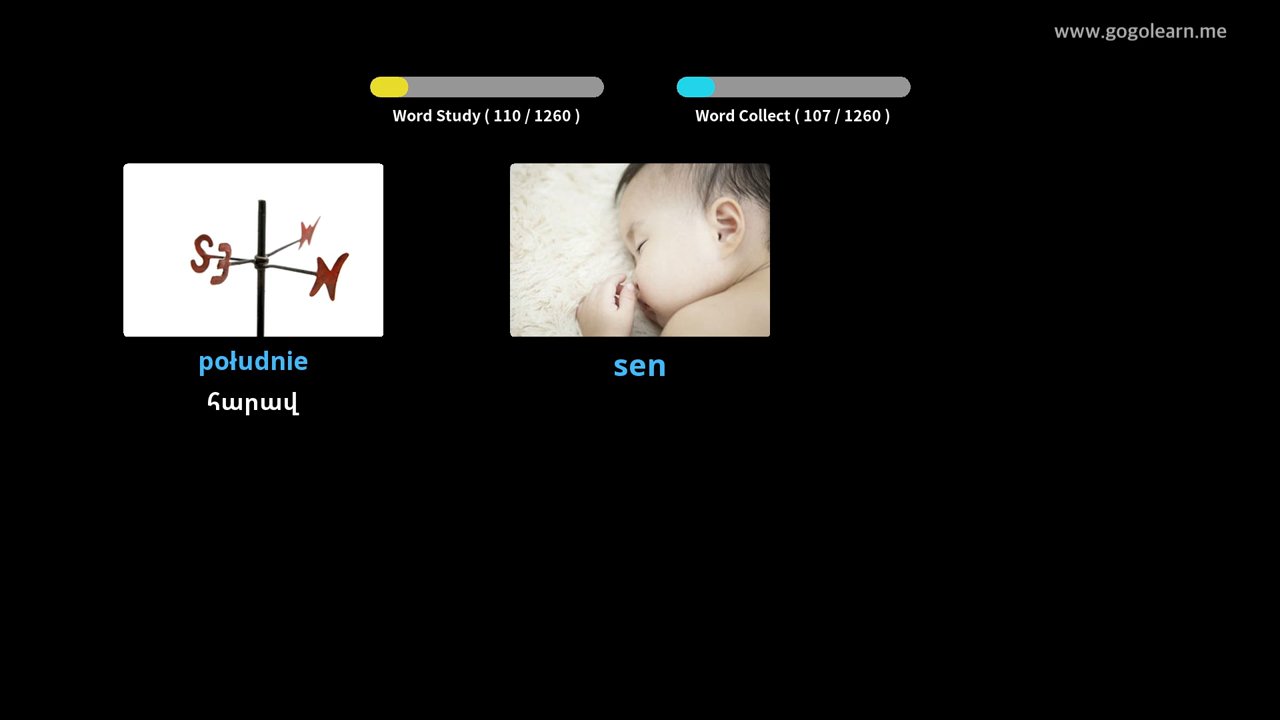 www.gogolearn.me
Word Study ( 110 / 1260 )
Word Collect ( 107 / 1260 )
S
E
N
południe
հարավ
sen